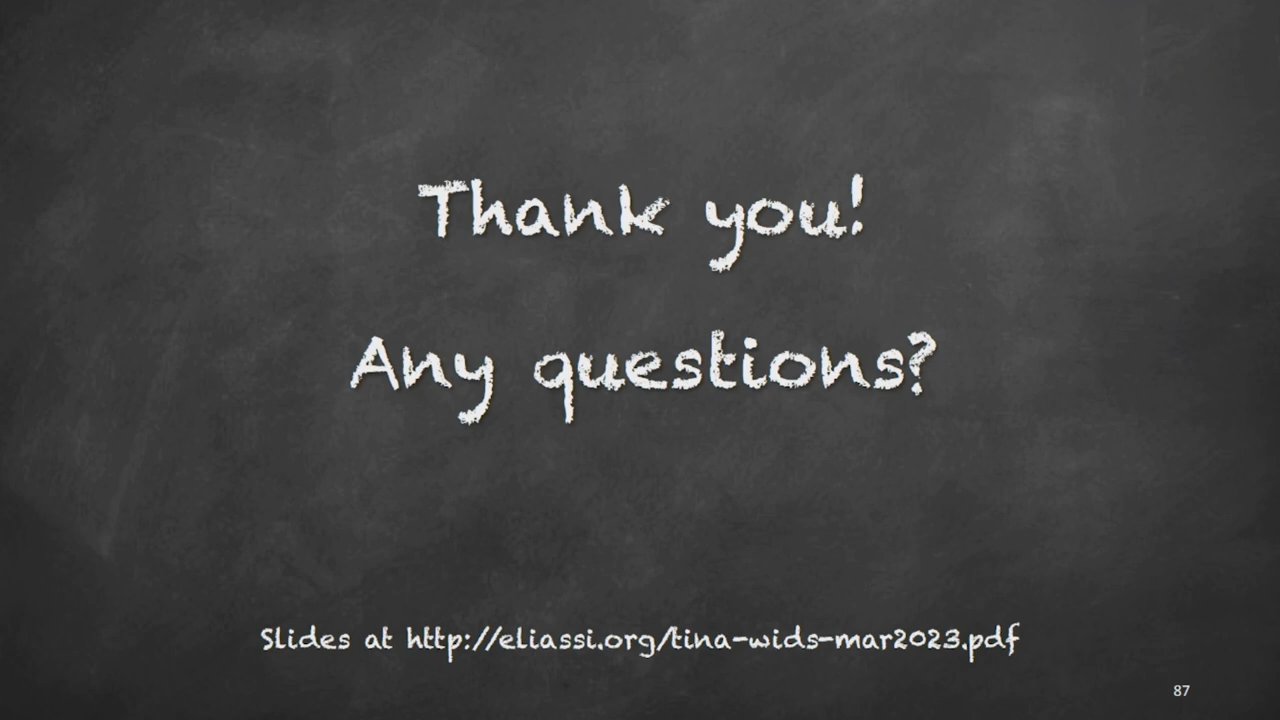 Thank you!
Any questions?
Slides at http://eliassi.org/tina-wids-mar2023.pdf
87